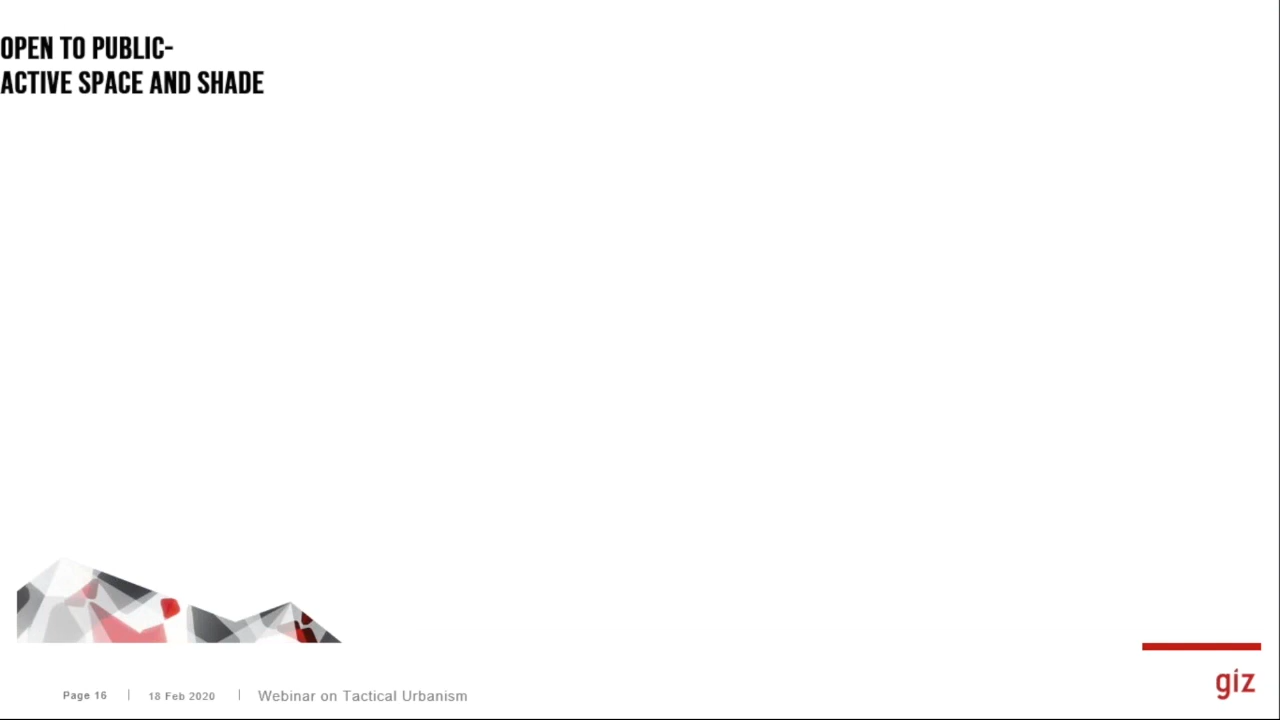 OPEN TO PUBLIC-
ACTIVE SPACE AND SHADE
Page 16 | 18 Feb 2020 | Webinar on Tactical Urbanism
giz